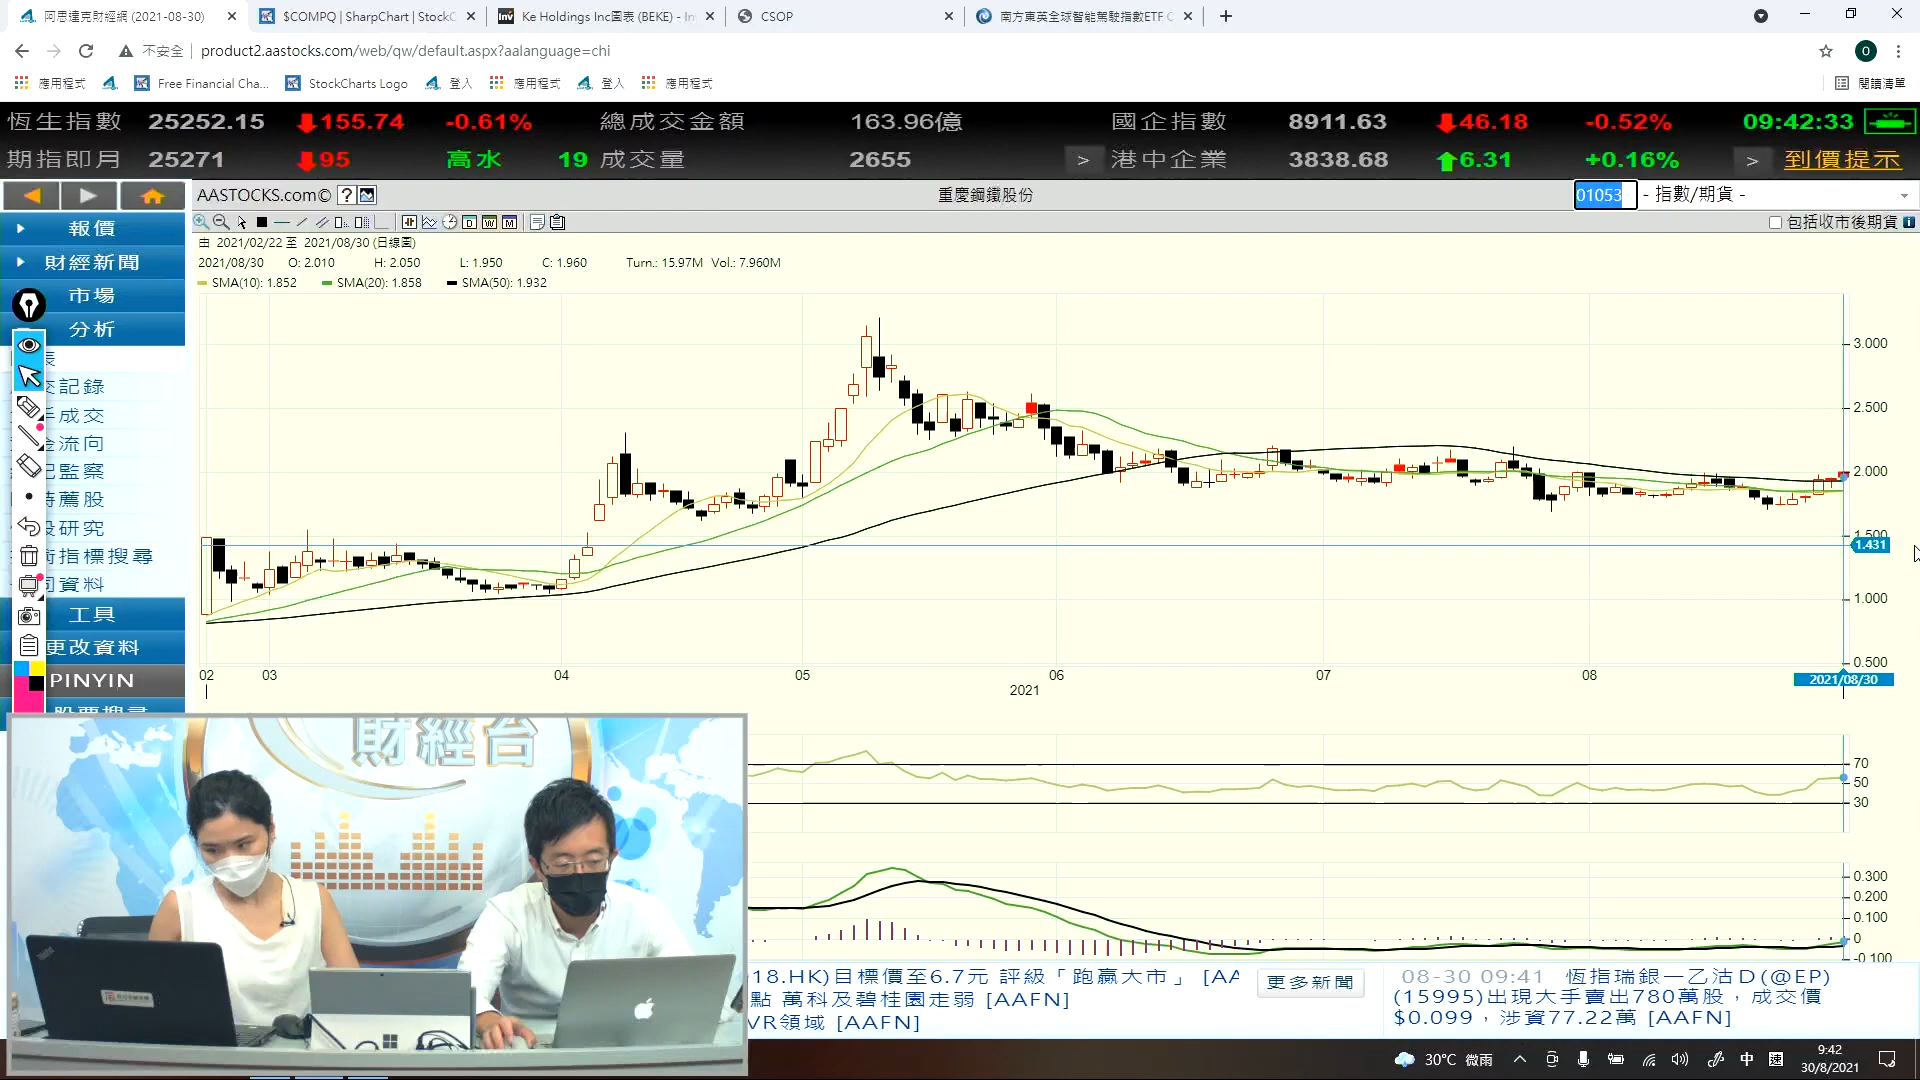 阿思達克財經網 (2021-08-30)
$COMPQ | SharpChart | StockC
Ke Holdings Inc圖表 (BEKE) - In
CSOP
南方東英全球智能駕駛指數ETF C
不安全
product2.aastocks.com/web/qw/default.aspx?aalanguage=chi
O
應用程式
Free Financial Cha...
StockCharts Logo
登入
應用程式
登入
應用程式
閱讀清單
恆生指數 25252.15 155.74 -0.61% 總成交金額 163.96億 國企指數 8911.63 46.18 -0.52% 09:42:33
期指即月 25271 95 高水 19 成交量 2655 > 港中企業 3838.68 6.31 +0.16% > 到價提示
AASTOCKS.com© ?
重慶鋼鐵股份
01053 - 指數/期貨 -
包括收市後期貨 i
由 2021/02/22 至 2021/08/30 (日線圖)
2021/08/30 O: 2.010 H: 2.050 L: 1.950 C: 1.960 Turn.: 15.97M Vol.: 7.960M
SMA(10): 1.852 SMA(20): 1.858 SMA(50): 1.932
報價
財經新聞
市場
分析
表
交記錄
手成交
金流向
記監察
時薦股
股研究
術指標搜尋
司資料
工具
更改資料
PINYIN
股票搜尋
3.000
2.500
2.000
1.500
1.431
1.000
0.500
02 03 04 05 06 07 08
2021
2021/08/30
70
50
30
0.300
0.200
0.100
0
-0.100
財經台
18.HK)目標價至6.7元 評級「跑贏大市」 [AA
點 萬科及碧桂園走弱 [AAFN]
VR領域 [AAFN]
更多新聞
08-30 09:41 恆指瑞銀一乙沽D(@EP)
(15995)出現大手賣出780萬股，成交價
$0.099，涉資77.22萬 [AAFN]
30°C 微雨
中
9:42
30/8/2021